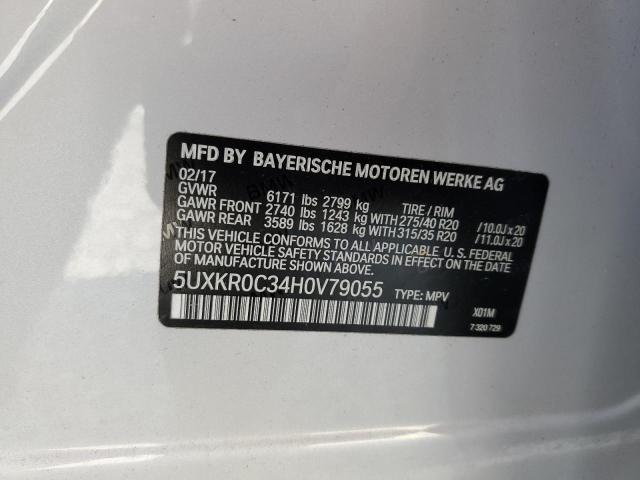 MFD BY BAYERISCHE MOTOREN WERKE AG
02/17
GVWR 6171 lbs 2799 kg TIRE / RIM
GAWR FRONT 2740 lbs 1243 kg WITH 275/40 R20 /10.0J x 20
GAWR REAR 3589 lbs 1628 kg WITH 315/35 R20 /11.0J x 20
THIS VEHICLE CONFORMS TO ALL APPLICABLE U.S. FEDERAL
MOTOR VEHICLE SAFETY STANDARDS IN EFFECT ON THE DATE
OF MANUFACTURE SHOWN ABOVE.
5UXKR0C34H0V79055 TYPE: MPV X01M
7 320 729